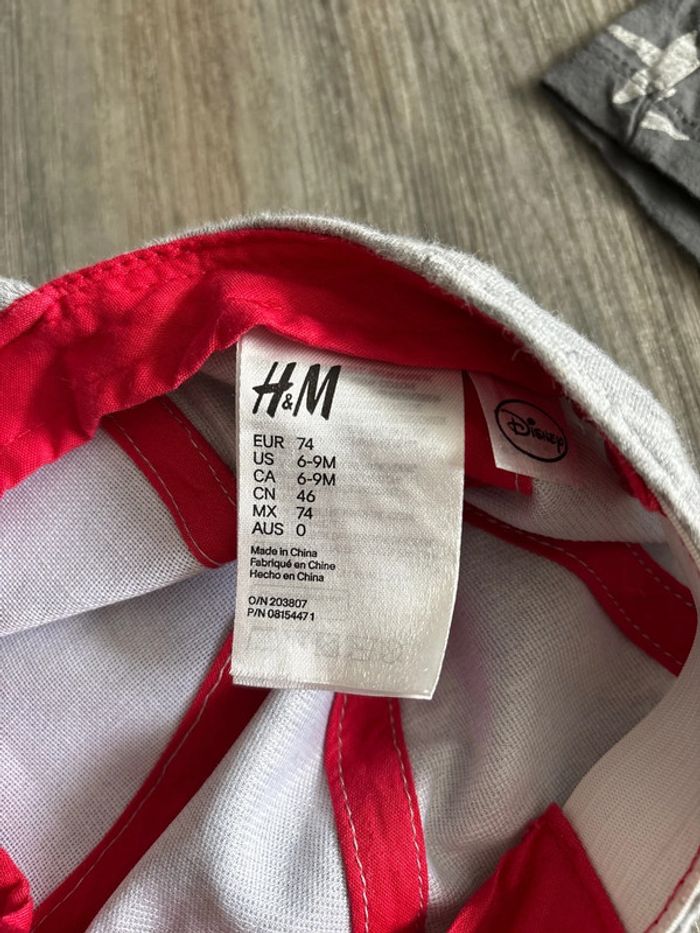 H&M
EUR 74
US 6-9M
CA 6-9M
CN 46
MX 74
AUS 0
Made in China
Fabriqué en Chine
Hecho en China
O/N 203807
P/N 08154471
Disney